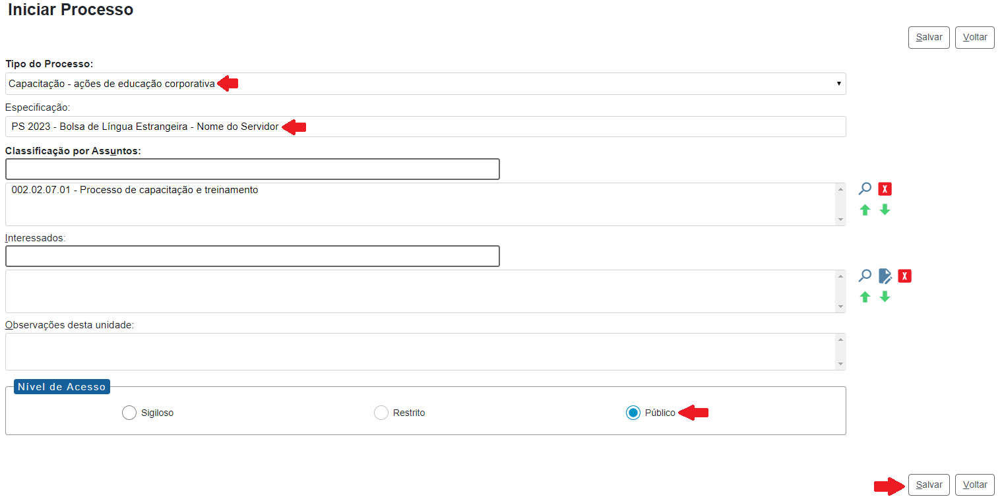 Iniciar Processo
Salvar Voltar
Tipo do Processo:
Capacitação - ações de educação corporativa
Especificação:
PS 2023 - Bolsa de Língua Estrangeira - Nome do Servidor
Classificação por Assuntos:
002.02.07.01 - Processo de capacitação e treinamento
X
Interessados:
X
Observações desta unidade:
Nível de Acesso
Sigiloso Restrito Público
Salvar Voltar